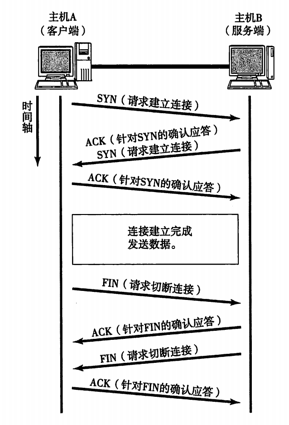 主机A
(客户端)
主机B
(服务端)
时间轴
SYN（请求建立连接）
ACK（针对SYN的确认应答）
SYN（请求建立连接）
ACK（针对SYN的确认应答）
连接建立完成
发送数据。
FIN（请求切断连接）
ACK（针对FIN的确认应答）
FIN（请求切断连接）
ACK（针对FIN的确认应答）